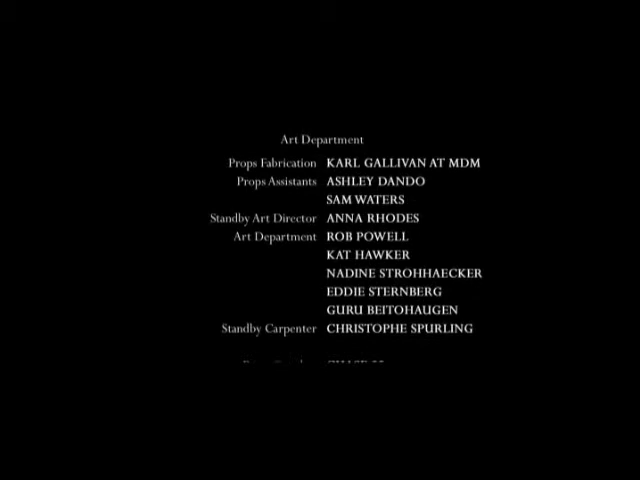 Art Department
Props Fabrication KARL GALLIVAN AT MDM
Props Assistants ASHLEY DANDO
SAM WATERS
Standby Art Director ANNA RHODES
Art Department ROB POWELL
KAT HAWKER
NADINE STROHHAECKER
EDDIE STERNBERG
GURU BEITOHAUGEN
Standby Carpenter CHRISTOPHE SPURLING